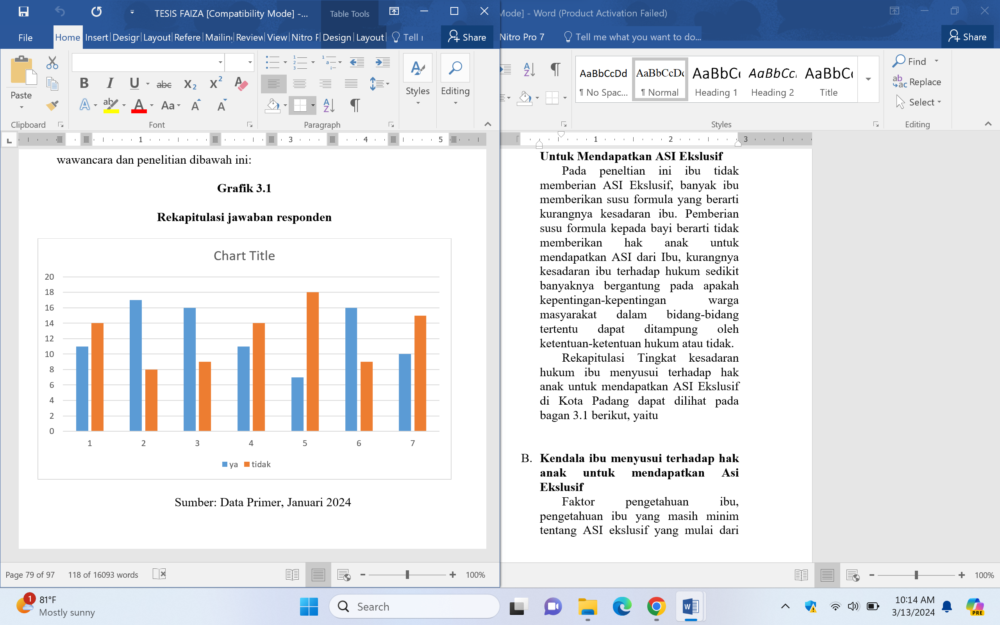 TESIS FAIZA [Compatibility Mode] -...
Table Tools
Mode] - Word (Product Activation Failed)
File
Home
Insert
Design
Layout
Refere
Mailin
Review
View
Nitro P
Design
Layout
Tell
Share
Nitro Pro 7
Tell me what you want to do...
Share
Paste
Clipboard
Font
Paragraph
Styles
Editing
AaBbCcDd
¶ No Spac...
AaBbCcDc
¶ Normal
AaBbC
Heading 1
AaBbCc
Heading 2
AaBbC
Title
Styles
Find
Replace
Select
Editing
1 3 4 5
1 2 3
wawancara dan penelitian dibawah ini:
Grafik 3.1
Rekapitulasi jawaban responden
Chart Title
20
18
16
14
12
10
8
6
4
2
0
1 2 3 4 5 6 7
ya tidak
Sumber: Data Primer, Januari 2024
Untuk Mendapatkan ASI Ekslusif
Pada peneltian ini ibu tidak
memberian ASI Ekslusif, banyak ibu
memberikan susu formula yang berarti
kurangnya kesadaran ibu. Pemberian
susu formula kepada bayi berarti tidak
memberikan hak anak untuk
mendapatkan ASI dari Ibu, kurangnya
kesadaran ibu terhadap hukum sedikit
banyaknya bergantung pada apakah
kepentingan-kepentingan warga
masyarakat dalam bidang-bidang
tertentu dapat ditampung oleh
ketentuan-ketentuan hukum atau tidak.
Rekapitulasi Tingkat kesadaran
hukum ibu menyusui terhadap hak
anak untuk mendapatkan ASI Ekslusif
di Kota Padang dapat dilihat pada
bagan 3.1 berikut, yaitu
B. Kendala ibu menyusui terhadap hak
anak untuk mendapatkan Asi
Ekslusif
Faktor pengetahuan ibu,
pengetahuan ibu yang masih minim
tentang ASI ekslusif yang mulai dari
Page 79 of 97
118 of 16093 words
100%
100%
1
81°F
Mostly sunny
Search
10:14 AM
3/13/2024
PRE